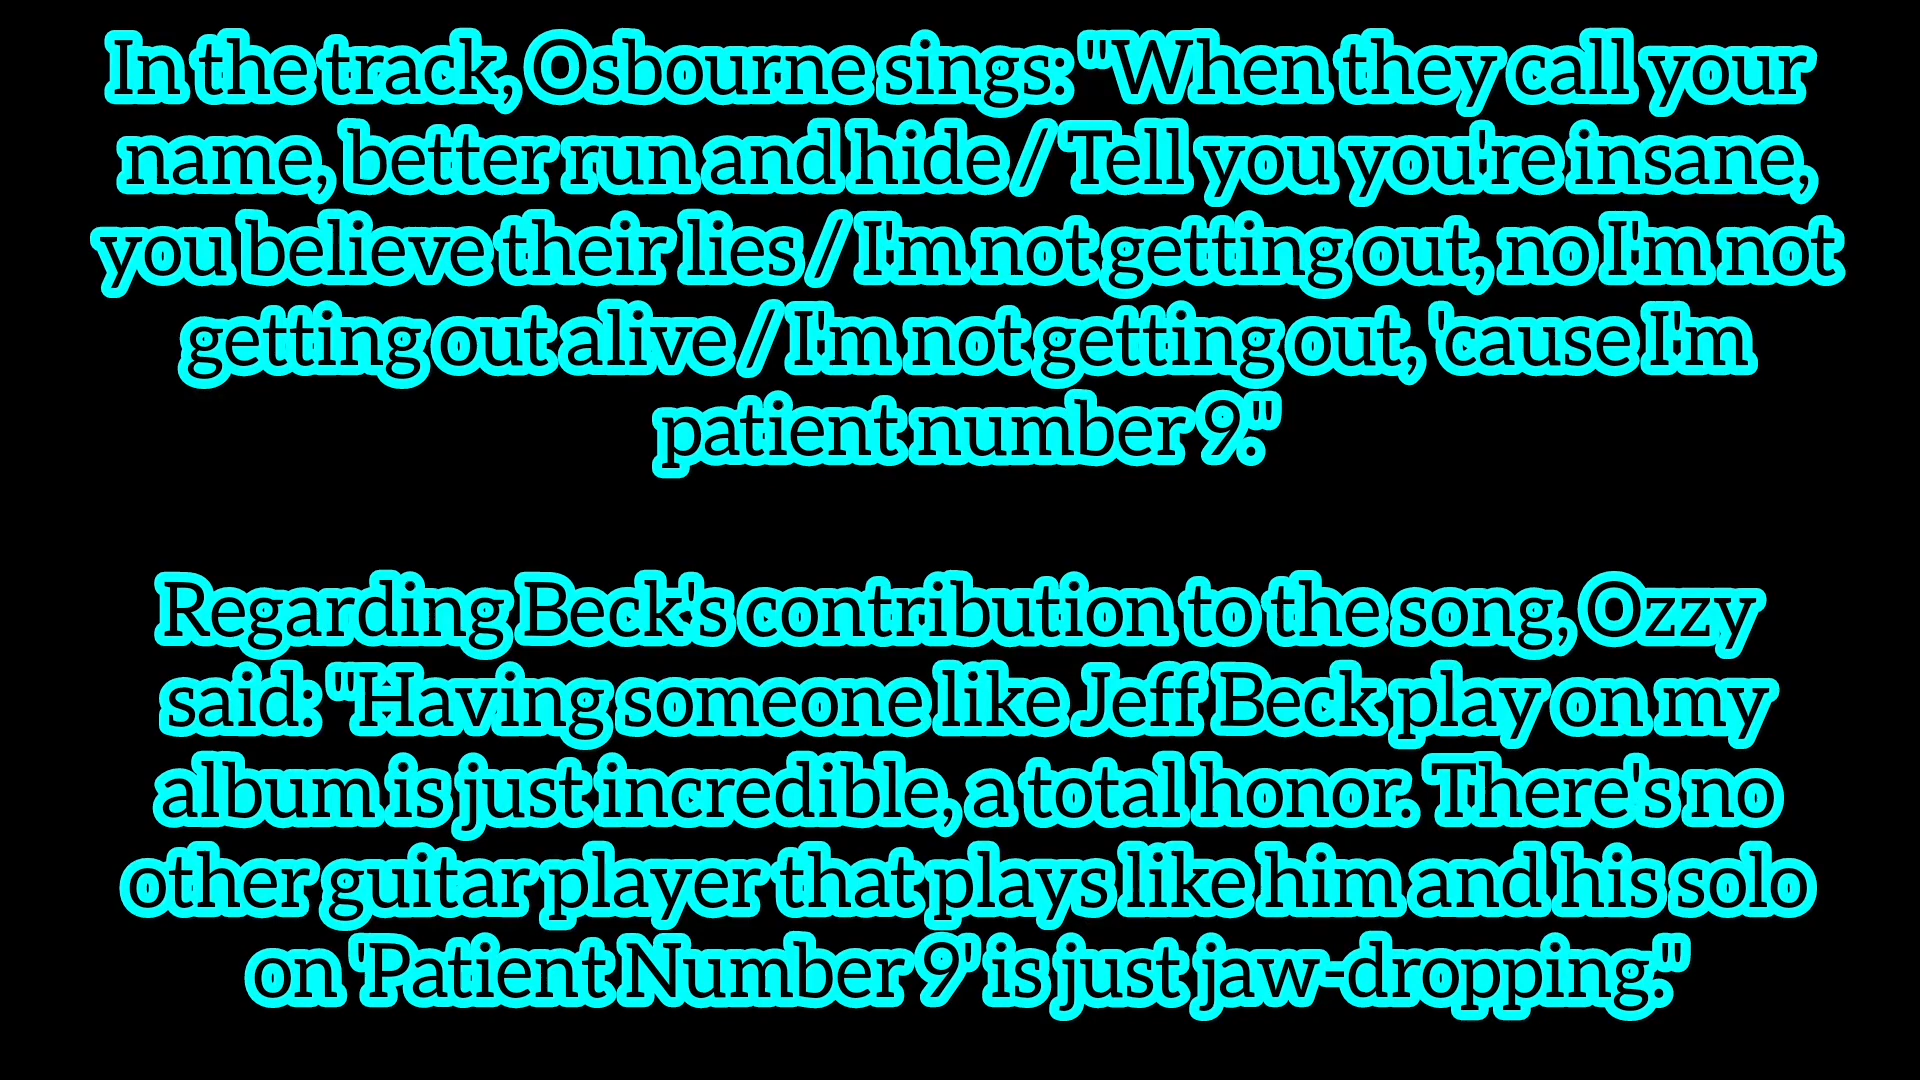 In the track, Osbourne sings: "When they call your
name, better run and hide / Tell you you're insane,
you believe their lies / I'm not getting out, no I'm not
getting out alive / I'm not getting out, 'cause I'm
patient number 9."
Regarding Beck's contribution to the song, Ozzy
said: "Having someone like Jeff Beck play on my
album is just incredible, a total honor. There's no
other guitar player that plays like him and his solo
on 'Patient Number 9' is just jaw-dropping."